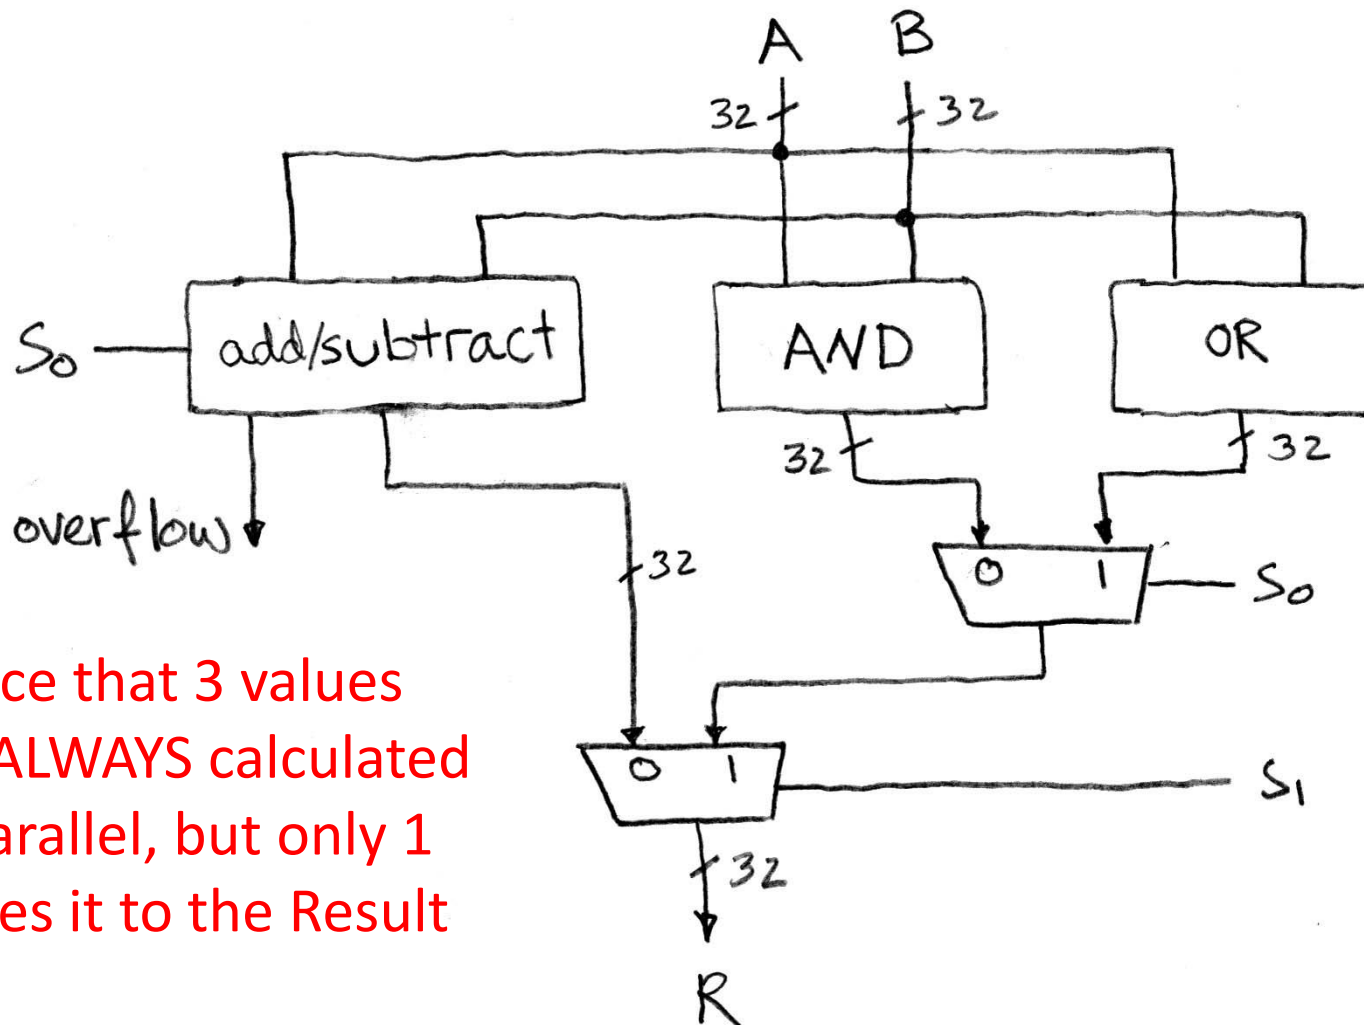 A B
32 32
S0 add/subtract AND OR
32 32
overflow
32
0 1 S0
ce that 3 values
ALWAYS calculated
0 1 S1
arallel, but only 1
32
es it to the Result
R